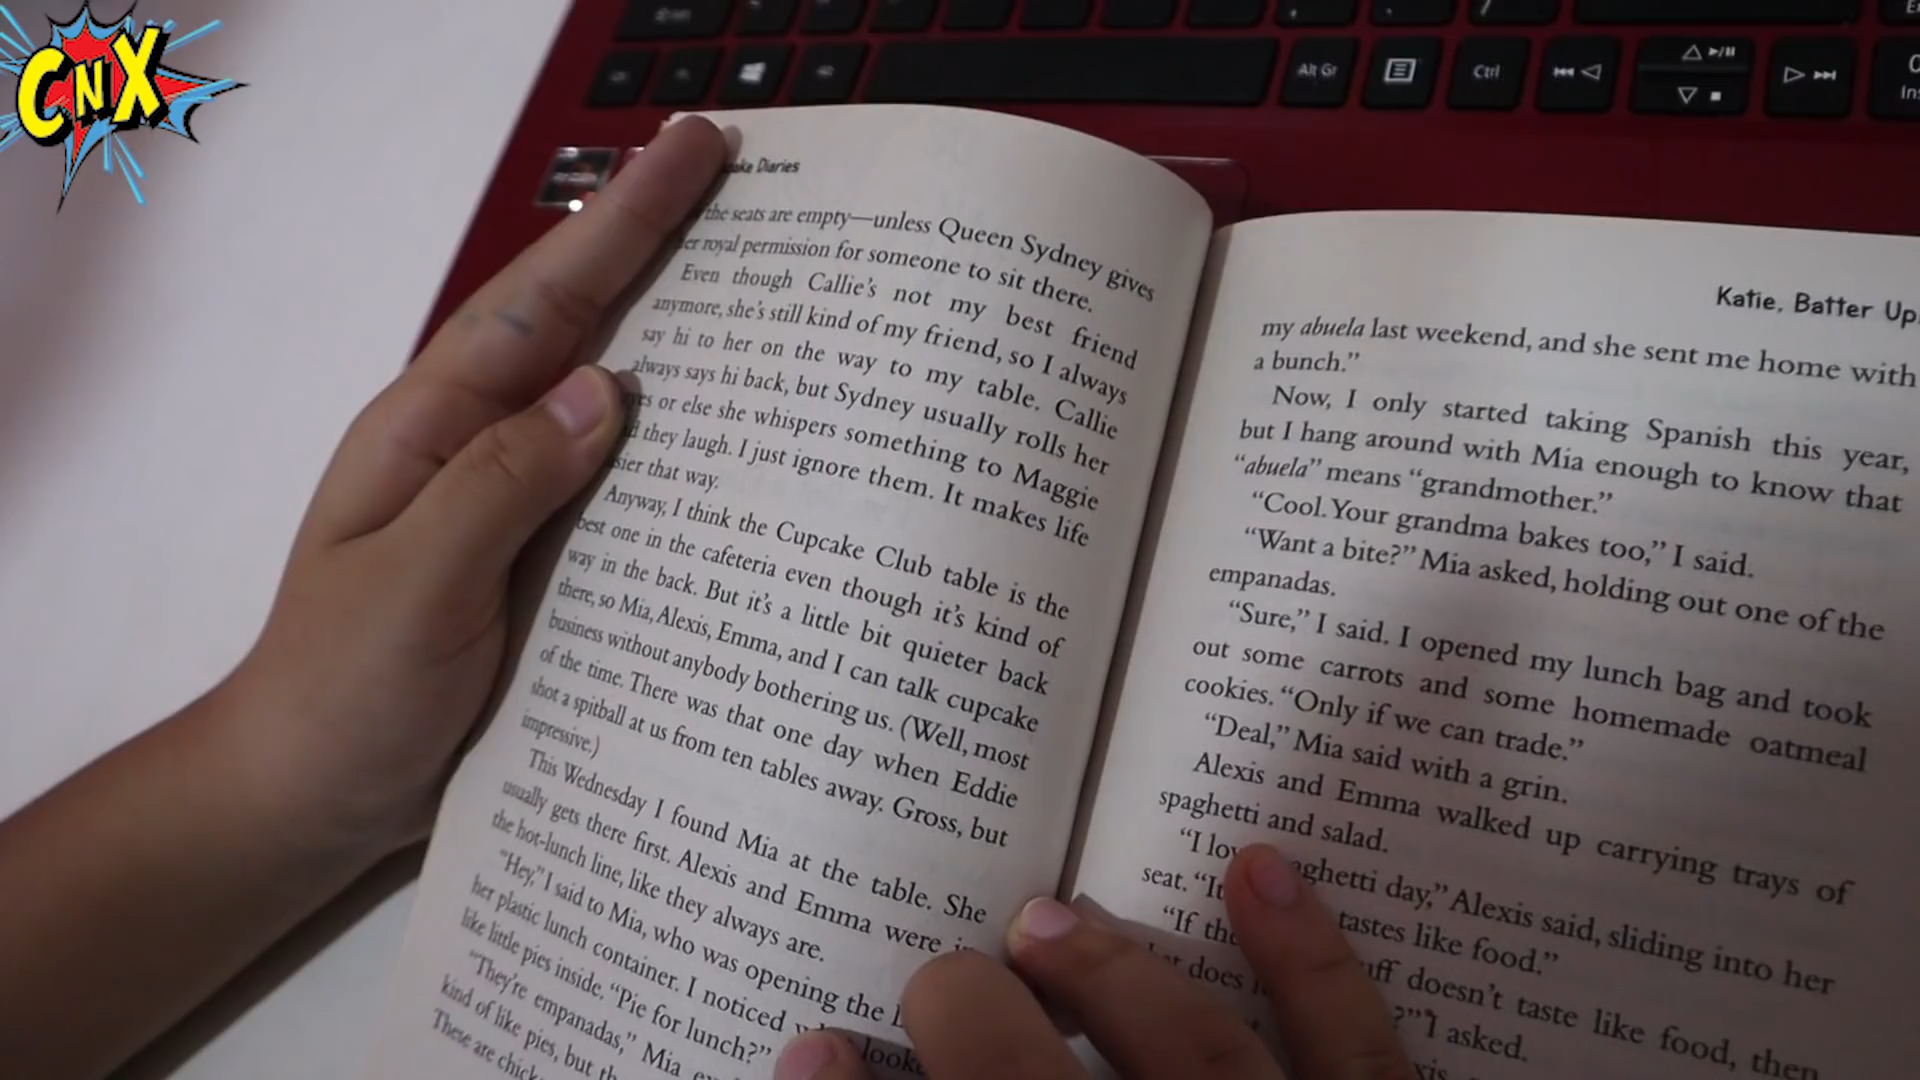 CNX
Alt Gr
Ctrl
Diaries
the seats are empty—unless Queen Sydney gives
royal permission for someone to sit there.
Even though Callie's not my best friend
anymore, she's still kind of my friend, so I always
say hi to her on the way to my table. Callie
always says hi back, but Sydney usually rolls her
or else she whispers something to Maggie
they laugh. I just ignore them. It makes life
that way.
Anyway, I think the Cupcake Club table is the
best one in the cafeteria even though it's kind of
way in the back. But it's a little bit quieter back
there, so Mia, Alexis, Emma, and I can talk cupcake
business without anybody bothering us. (Well, most
of the time. There was that one day when Eddie
shot a spitball at us from ten tables away. Gross, but
impressive.)
This Wednesday I found Mia at the table. She
usually gets there first. Alexis and Emma were
the hot-lunch line, like they always are.
"Hey," I said to Mia, who was opening the
her plastic lunch container. I noticed
like little pies inside. "Pie for lunch?"
"They're empanadas," Mia
kind of like pies, but
These are
Katie, Batter Up!
my abuela last weekend, and she sent me home with
a bunch."
Now, I only started taking Spanish this year,
but I hang around with Mia enough to know that
"abuela" means "grandmother."
"Cool. Your grandma bakes too," I said.
"Want a bite?" Mia asked, holding out one of the
empanadas.
"Sure," I said. I opened my lunch bag and took
out some carrots and some homemade oatmeal
cookies. "Only if we can trade."
"Deal," Mia said with a grin.
Alexis and Emma walked up carrying trays of
spaghetti and salad.
"I day," Alexis said, sliding into her
seat. tastes like food."
"If doesn't taste like food, then
does I asked.